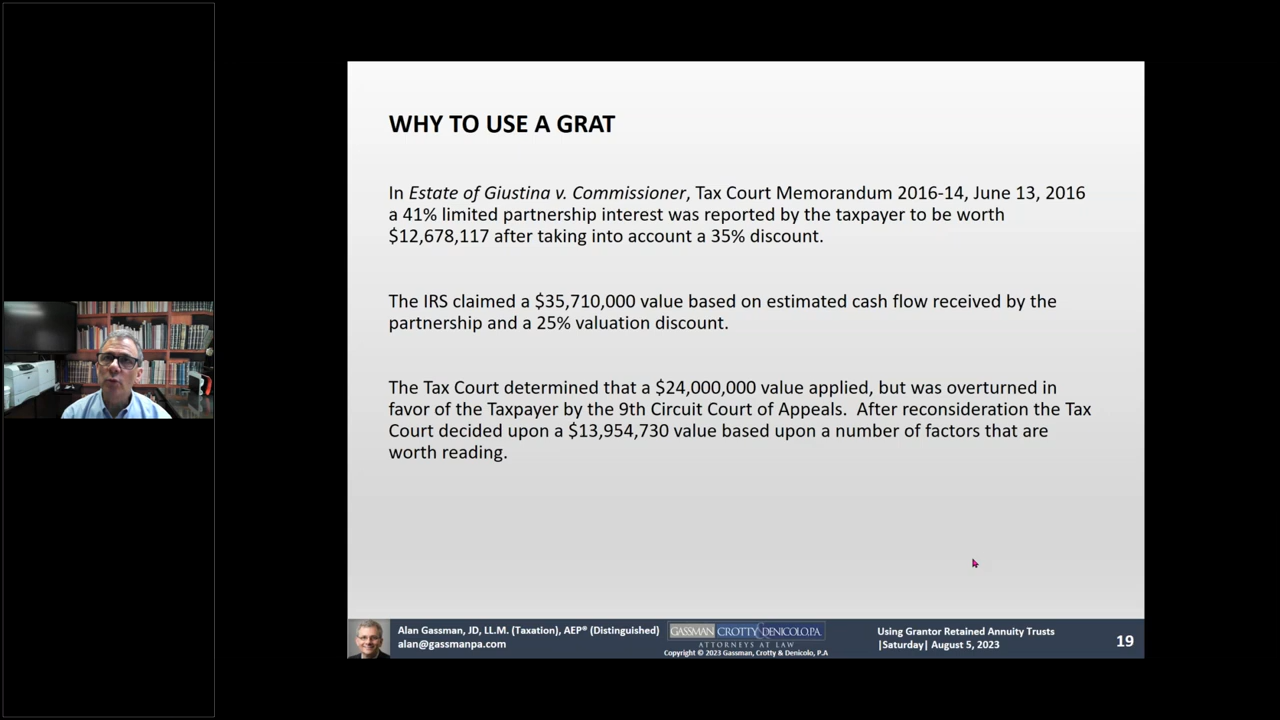 WHY TO USE A GRAT
In Estate of Giustina v. Commissioner, Tax Court Memorandum 2016-14, June 13, 2016
a 41% limited partnership interest was reported by the taxpayer to be worth
$12,678,117 after taking into account a 35% discount.
The IRS claimed a $35,710,000 value based on estimated cash flow received by the
partnership and a 25% valuation discount.
The Tax Court determined that a $24,000,000 value applied, but was overturned in
favor of the Taxpayer by the 9th Circuit Court of Appeals.  After reconsideration the Tax
Court decided upon a $13,954,730 value based upon a number of factors that are
worth reading.
Alan Gassman, JD, LL.M. (Taxation), AEP® (Distinguished)
alan@gassmanpa.com
GASSMAN CROTTY & DENICOLO, P.A.
ATTORNEYS AT LAW
Copyright © 2023 Gassman, Crotty & Denicolo, P.A
Using Grantor Retained Annuity Trusts
|Saturday| August 5, 2023
19